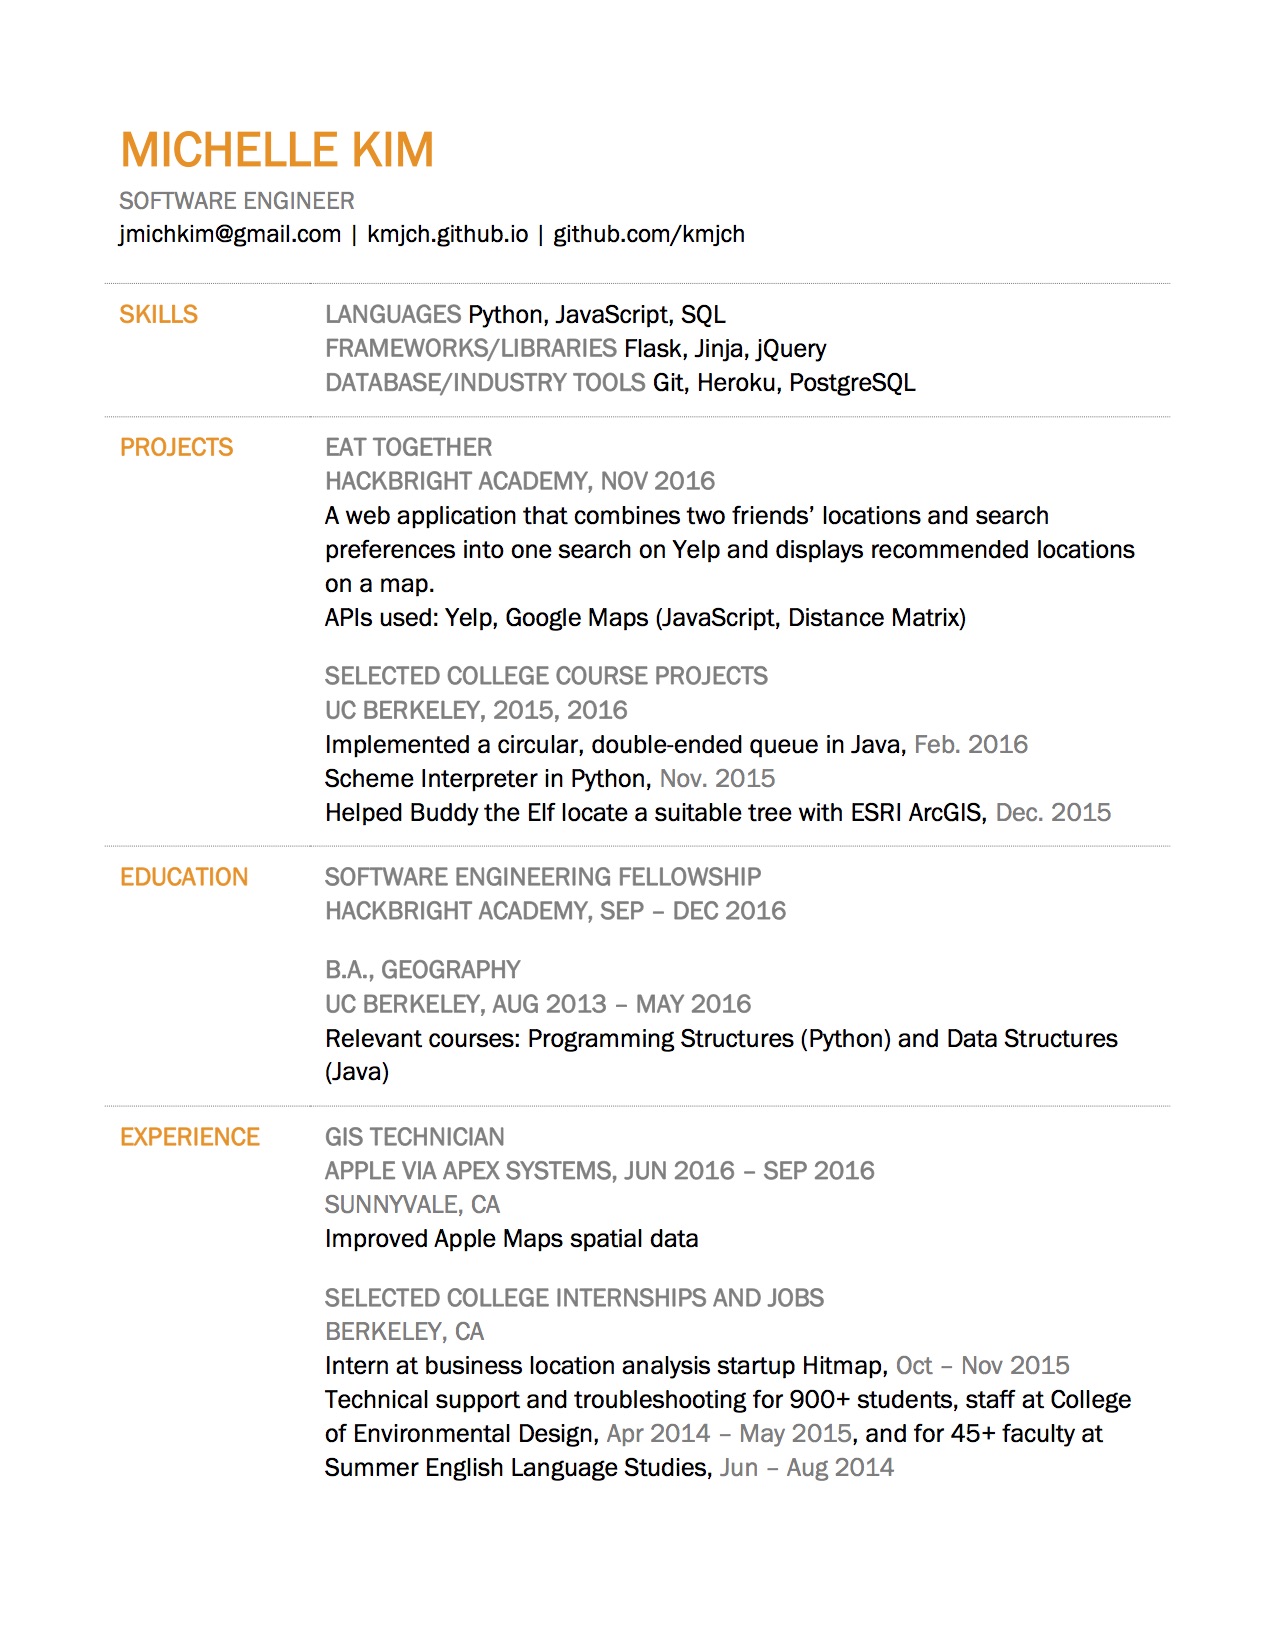 MICHELLE KIM
SOFTWARE ENGINEER
jmichkim@gmail.com | kmjch.github.io | github.com/kmjch
SKILLS
LANGUAGES Python, JavaScript, SQL
FRAMEWORKS/LIBRARIES Flask, Jinja, jQuery
DATABASE/INDUSTRY TOOLS Git, Heroku, PostgreSQL
PROJECTS
EAT TOGETHER
HACKBRIGHT ACADEMY, NOV 2016
A web application that combines two friends’ locations and search
preferences into one search on Yelp and displays recommended locations
on a map.
APIs used: Yelp, Google Maps (JavaScript, Distance Matrix)
SELECTED COLLEGE COURSE PROJECTS
UC BERKELEY, 2015, 2016
Implemented a circular, double-ended queue in Java, Feb. 2016
Scheme Interpreter in Python, Nov. 2015
Helped Buddy the Elf locate a suitable tree with ESRI ArcGIS, Dec. 2015
EDUCATION
SOFTWARE ENGINEERING FELLOWSHIP
HACKBRIGHT ACADEMY, SEP – DEC 2016
B.A., GEOGRAPHY
UC BERKELEY, AUG 2013 – MAY 2016
Relevant courses: Programming Structures (Python) and Data Structures
(Java)
EXPERIENCE
GIS TECHNICIAN
APPLE VIA APEX SYSTEMS, JUN 2016 – SEP 2016
SUNNYVALE, CA
Improved Apple Maps spatial data
SELECTED COLLEGE INTERNSHIPS AND JOBS
BERKELEY, CA
Intern at business location analysis startup Hitmap, Oct – Nov 2015
Technical support and troubleshooting for 900+ students, staff at College
of Environmental Design, Apr 2014 – May 2015, and for 45+ faculty at
Summer English Language Studies, Jun – Aug 2014